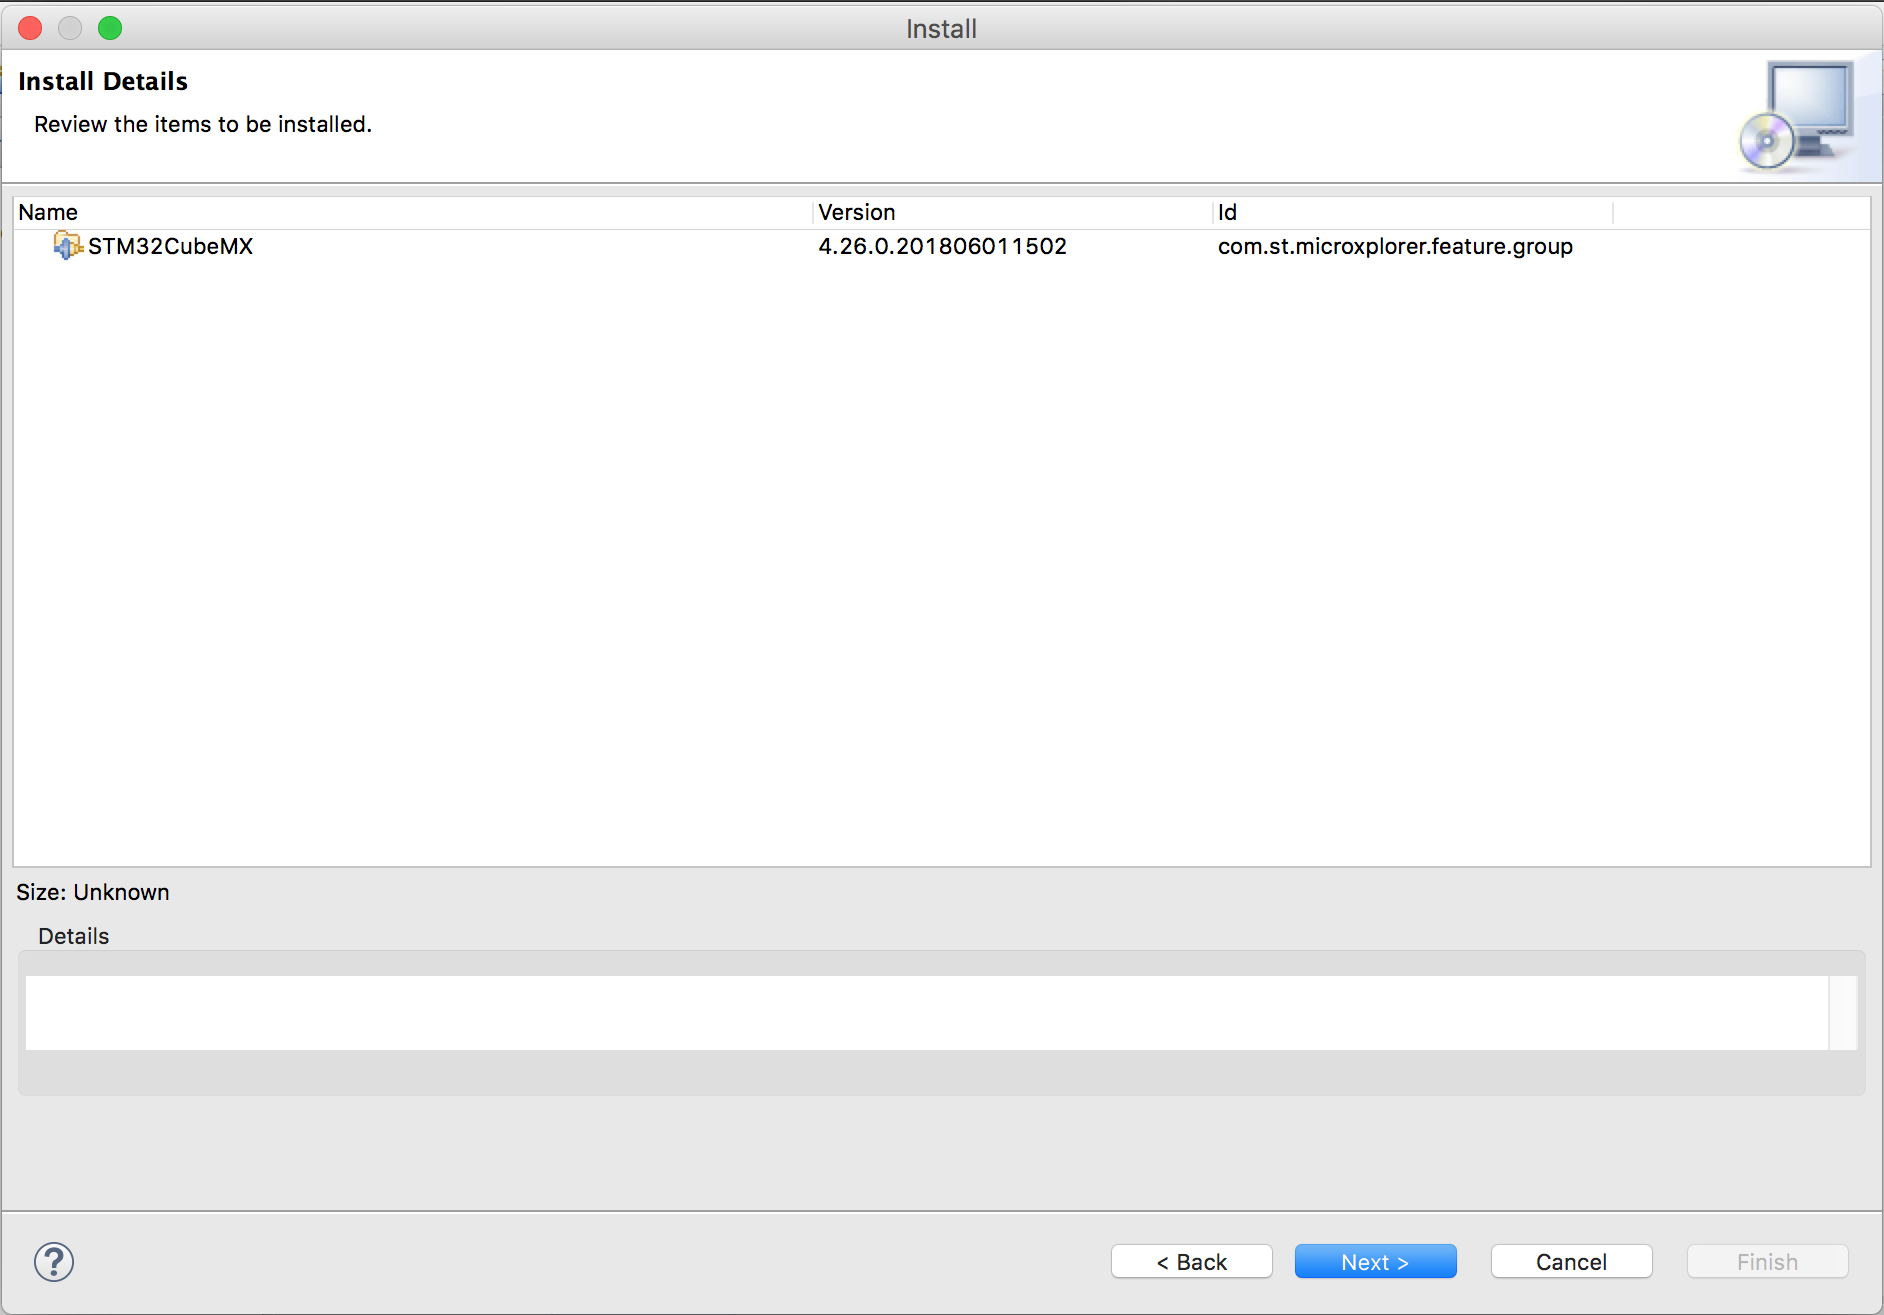 Install
Install Details
Review the items to be installed.
Name Version Id
STM32CubeMX 4.26.0.201806011502 com.st.microxplorer.feature.group
Size: Unknown
Details
? < Back Next > Cancel Finish